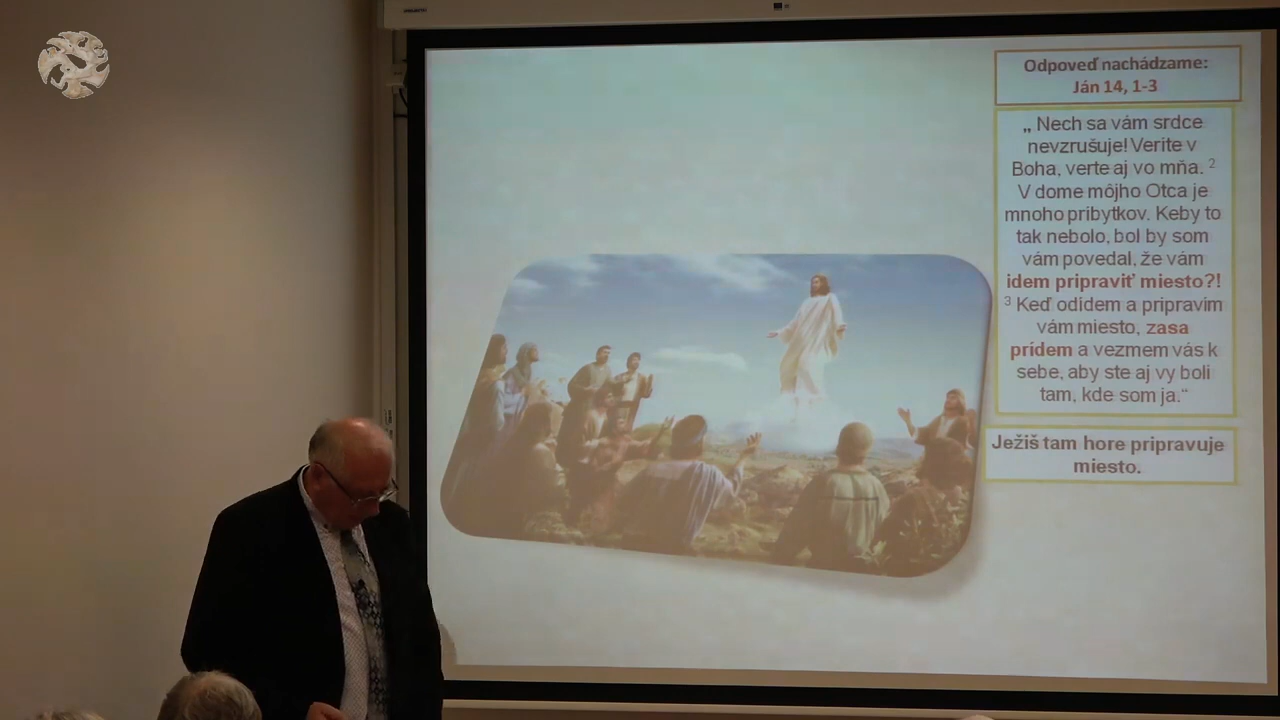 Odpoveď nachádzame:
Ján 14, 1-3
„ Nech sa vám srdce
nevzrušuje! Verite v
Boha, verte aj vo mňa. ²
V dome môjho Otca je
mnoho pribytkov. Keby to
tak nebolo, bol by som
vám povedal, že vám
idem pripraviť miesto?!
³ Keď odídem a pripravím
vám miesto, zasa
prídem a vezmem vás k
sebe, aby ste aj vy boli
tam, kde som ja.“
Ježiš tam hore pripravuje
miesto.